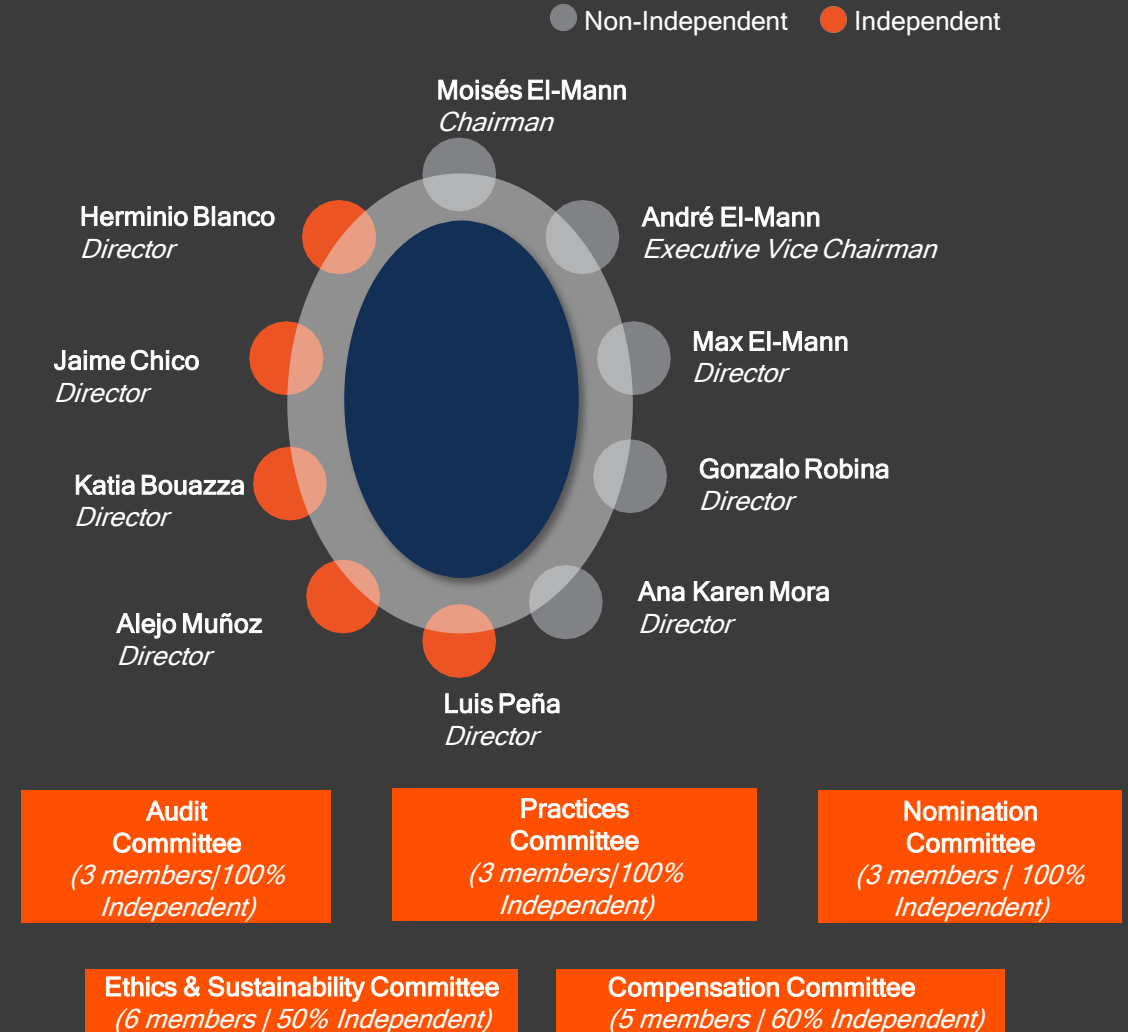 Non-Independent
Independent
Moisés El-Mann
Chairman
Herminio Blanco
Director
André El-Mann
Executive Vice Chairman
Jaime Chico
Director
Max El-Mann
Director
Katia Bouazza
Director
Gonzalo Robina
Director
Alejo Muñoz
Director
Ana Karen Mora
Director
Luis Peña
Director
Audit
Committee
(3 members|100%
Independent)
Practices
Committee
(3 members|100%
Independent)
Nomination
Committee
(3 members | 100%
Independent)
Ethics & Sustainability Committee
(6 members | 50% Independent)
Compensation Committee
(5 members | 60% Independent)